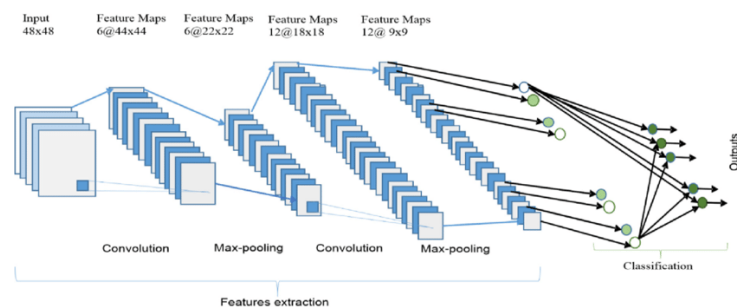 Input
48x48
Feature Maps
6@44x44
Feature Maps
6@22x22
Feature Maps
12@18x18
Feature Maps
12@ 9x9
Outputs
Convolution
Max-pooling
Convolution
Max-pooling
Classification
Features extraction